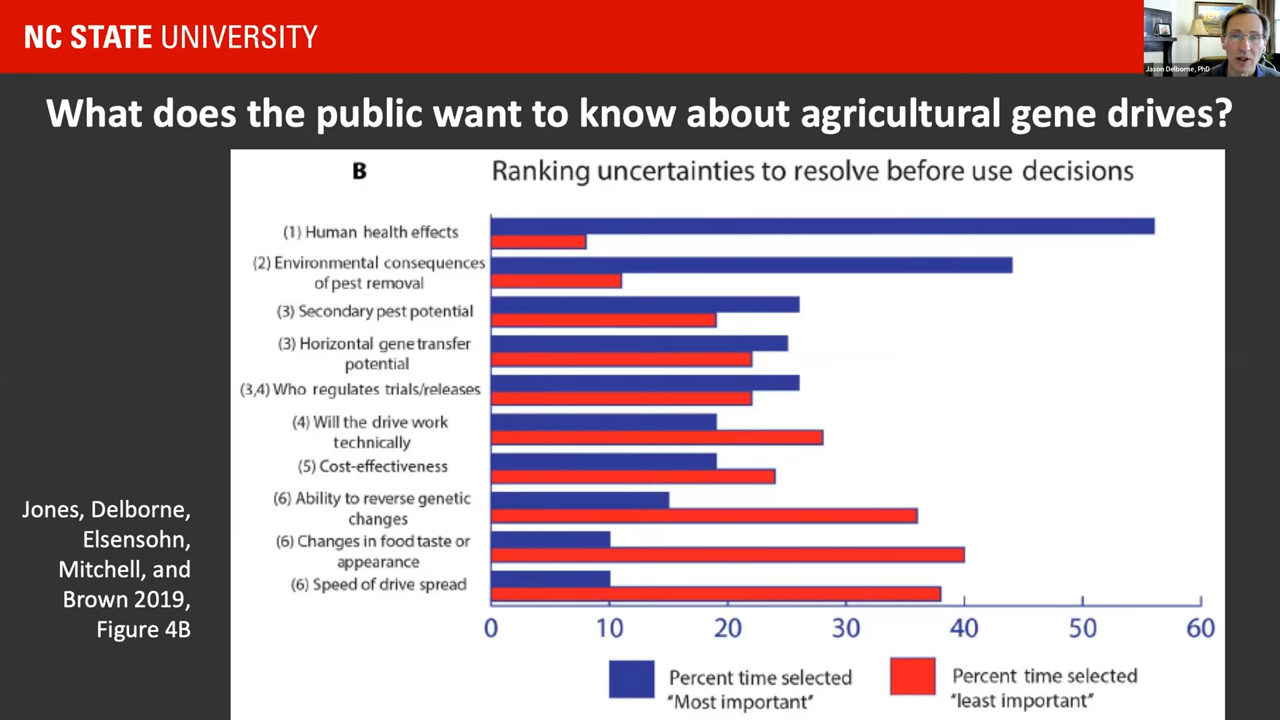 NC STATE UNIVERSITY
Jason Delborne, PhD
What does the public want to know about agricultural gene drives?
B
Ranking uncertainties to resolve before use decisions
(1) Human health effects
(2) Environmental consequences
of pest removal
(3) Secondary pest potential
(3) Horizontal gene transfer
potential
(3,4) Who regulates trials/releases
(4) Will the drive work
technically
(5) Cost-effectiveness
(6) Ability to reverse genetic
changes
(6) Changes in food taste or
appearance
(6) Speed of drive spread
0 10 20 30 40 50 60
Percent time selected
"Most important"
Percent time selected
"least important"
Jones, Delborne,
Elsensohn,
Mitchell, and
Brown 2019,
Figure 4B